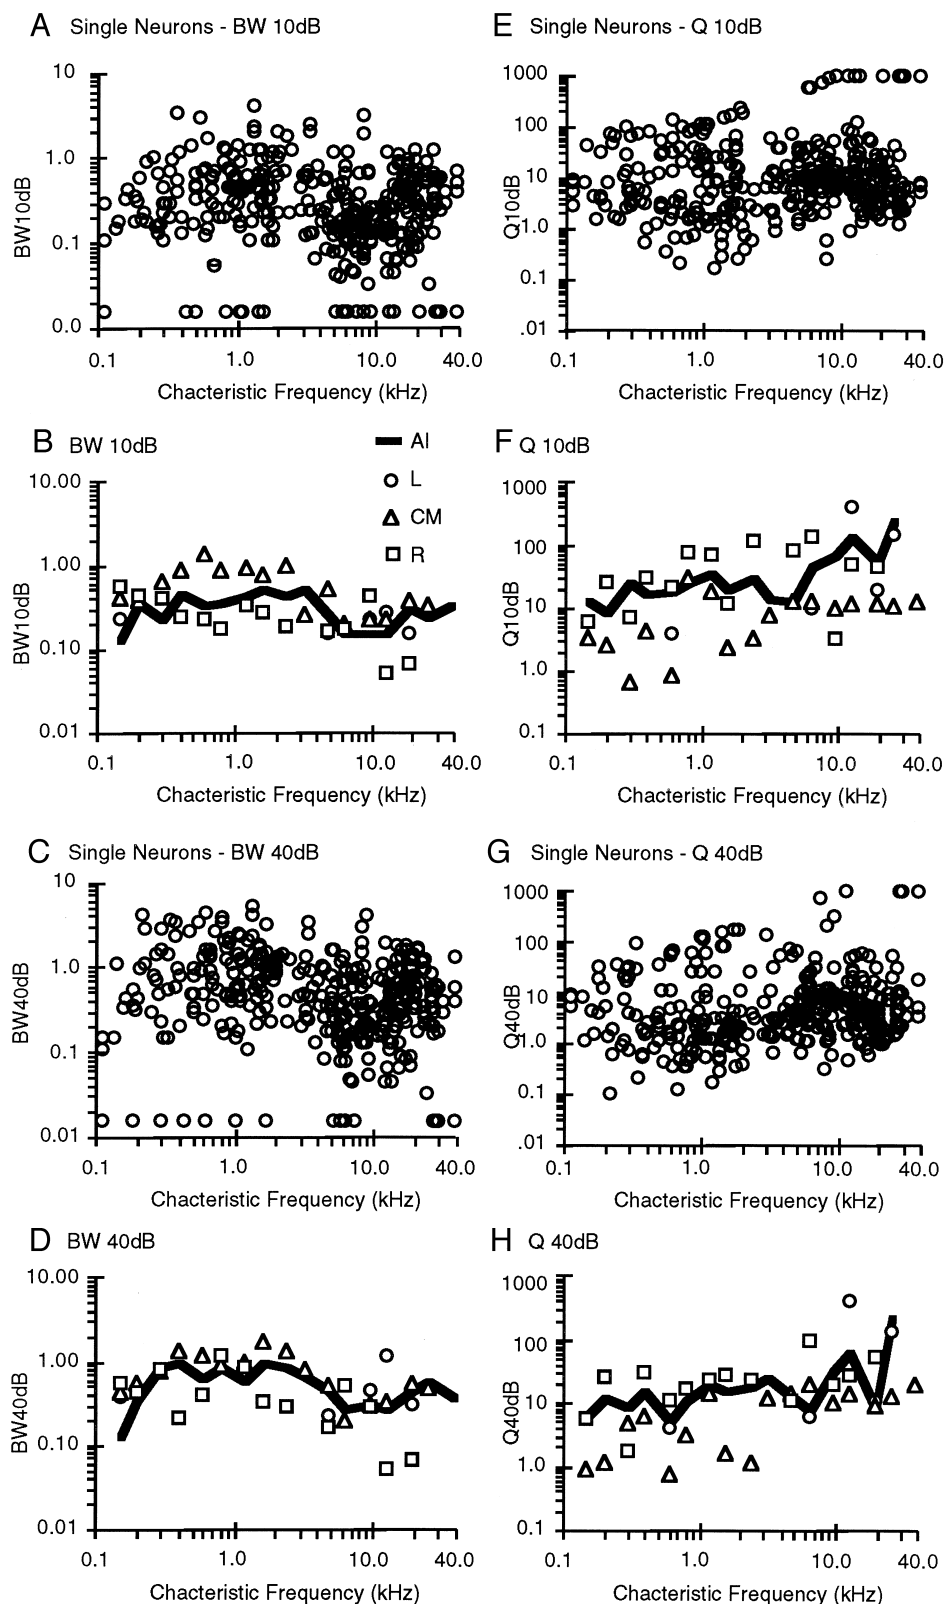 A Single Neurons - BW 10dB
BW10dB
10
1.0
0.1
0.0
0.1 1.0 10.0 40.0
Chacteristic Frequency (kHz)
E Single Neurons - Q 10dB
Q10dB
1000
100
10
1.0
0.1
.01
0.1 1.0 10.0 40.0
Chacteristic Frequency (kHz)
B BW 10dB
AI
L
CM
R
BW10dB
10.00
1.00
0.10
0.01
0.1 1.0 10.0 40.0
Chacteristic Frequency (kHz)
F Q 10dB
Q10dB
1000
100
10
1.0
0.1
0.1 1.0 10.0 40.0
Chacteristic Frequency (kHz)
C Single Neurons - BW 40dB
BW40dB
10
1.0
0.1
0.01
0.1 1.0 10.0 40.0
Chacteristic Frequency (kHz)
G Single Neurons - Q 40dB
Q40dB
1000
100
10
1.0
0.1
.01
0.1 1.0 10.0 40.0
Chacteristic Frequency (kHz)
D BW 40dB
BW40dB
10.00
1.00
0.10
0.01
0.1 1.0 10.0 40.0
Chacteristic Frequency (kHz)
H Q 40dB
Q40dB
1000
100
10
1.0
0.1
0.1 1.0 10.0 40.0
Chacteristic Frequency (kHz)